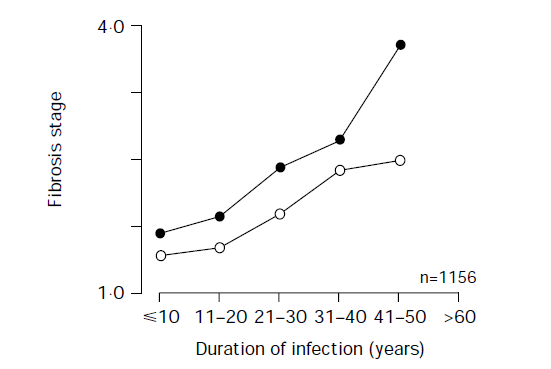 4·0
Fibrosis stage
1·0
n=1156
≤10 11–20 21–30 31–40 41–50 >60
Duration of infection (years)